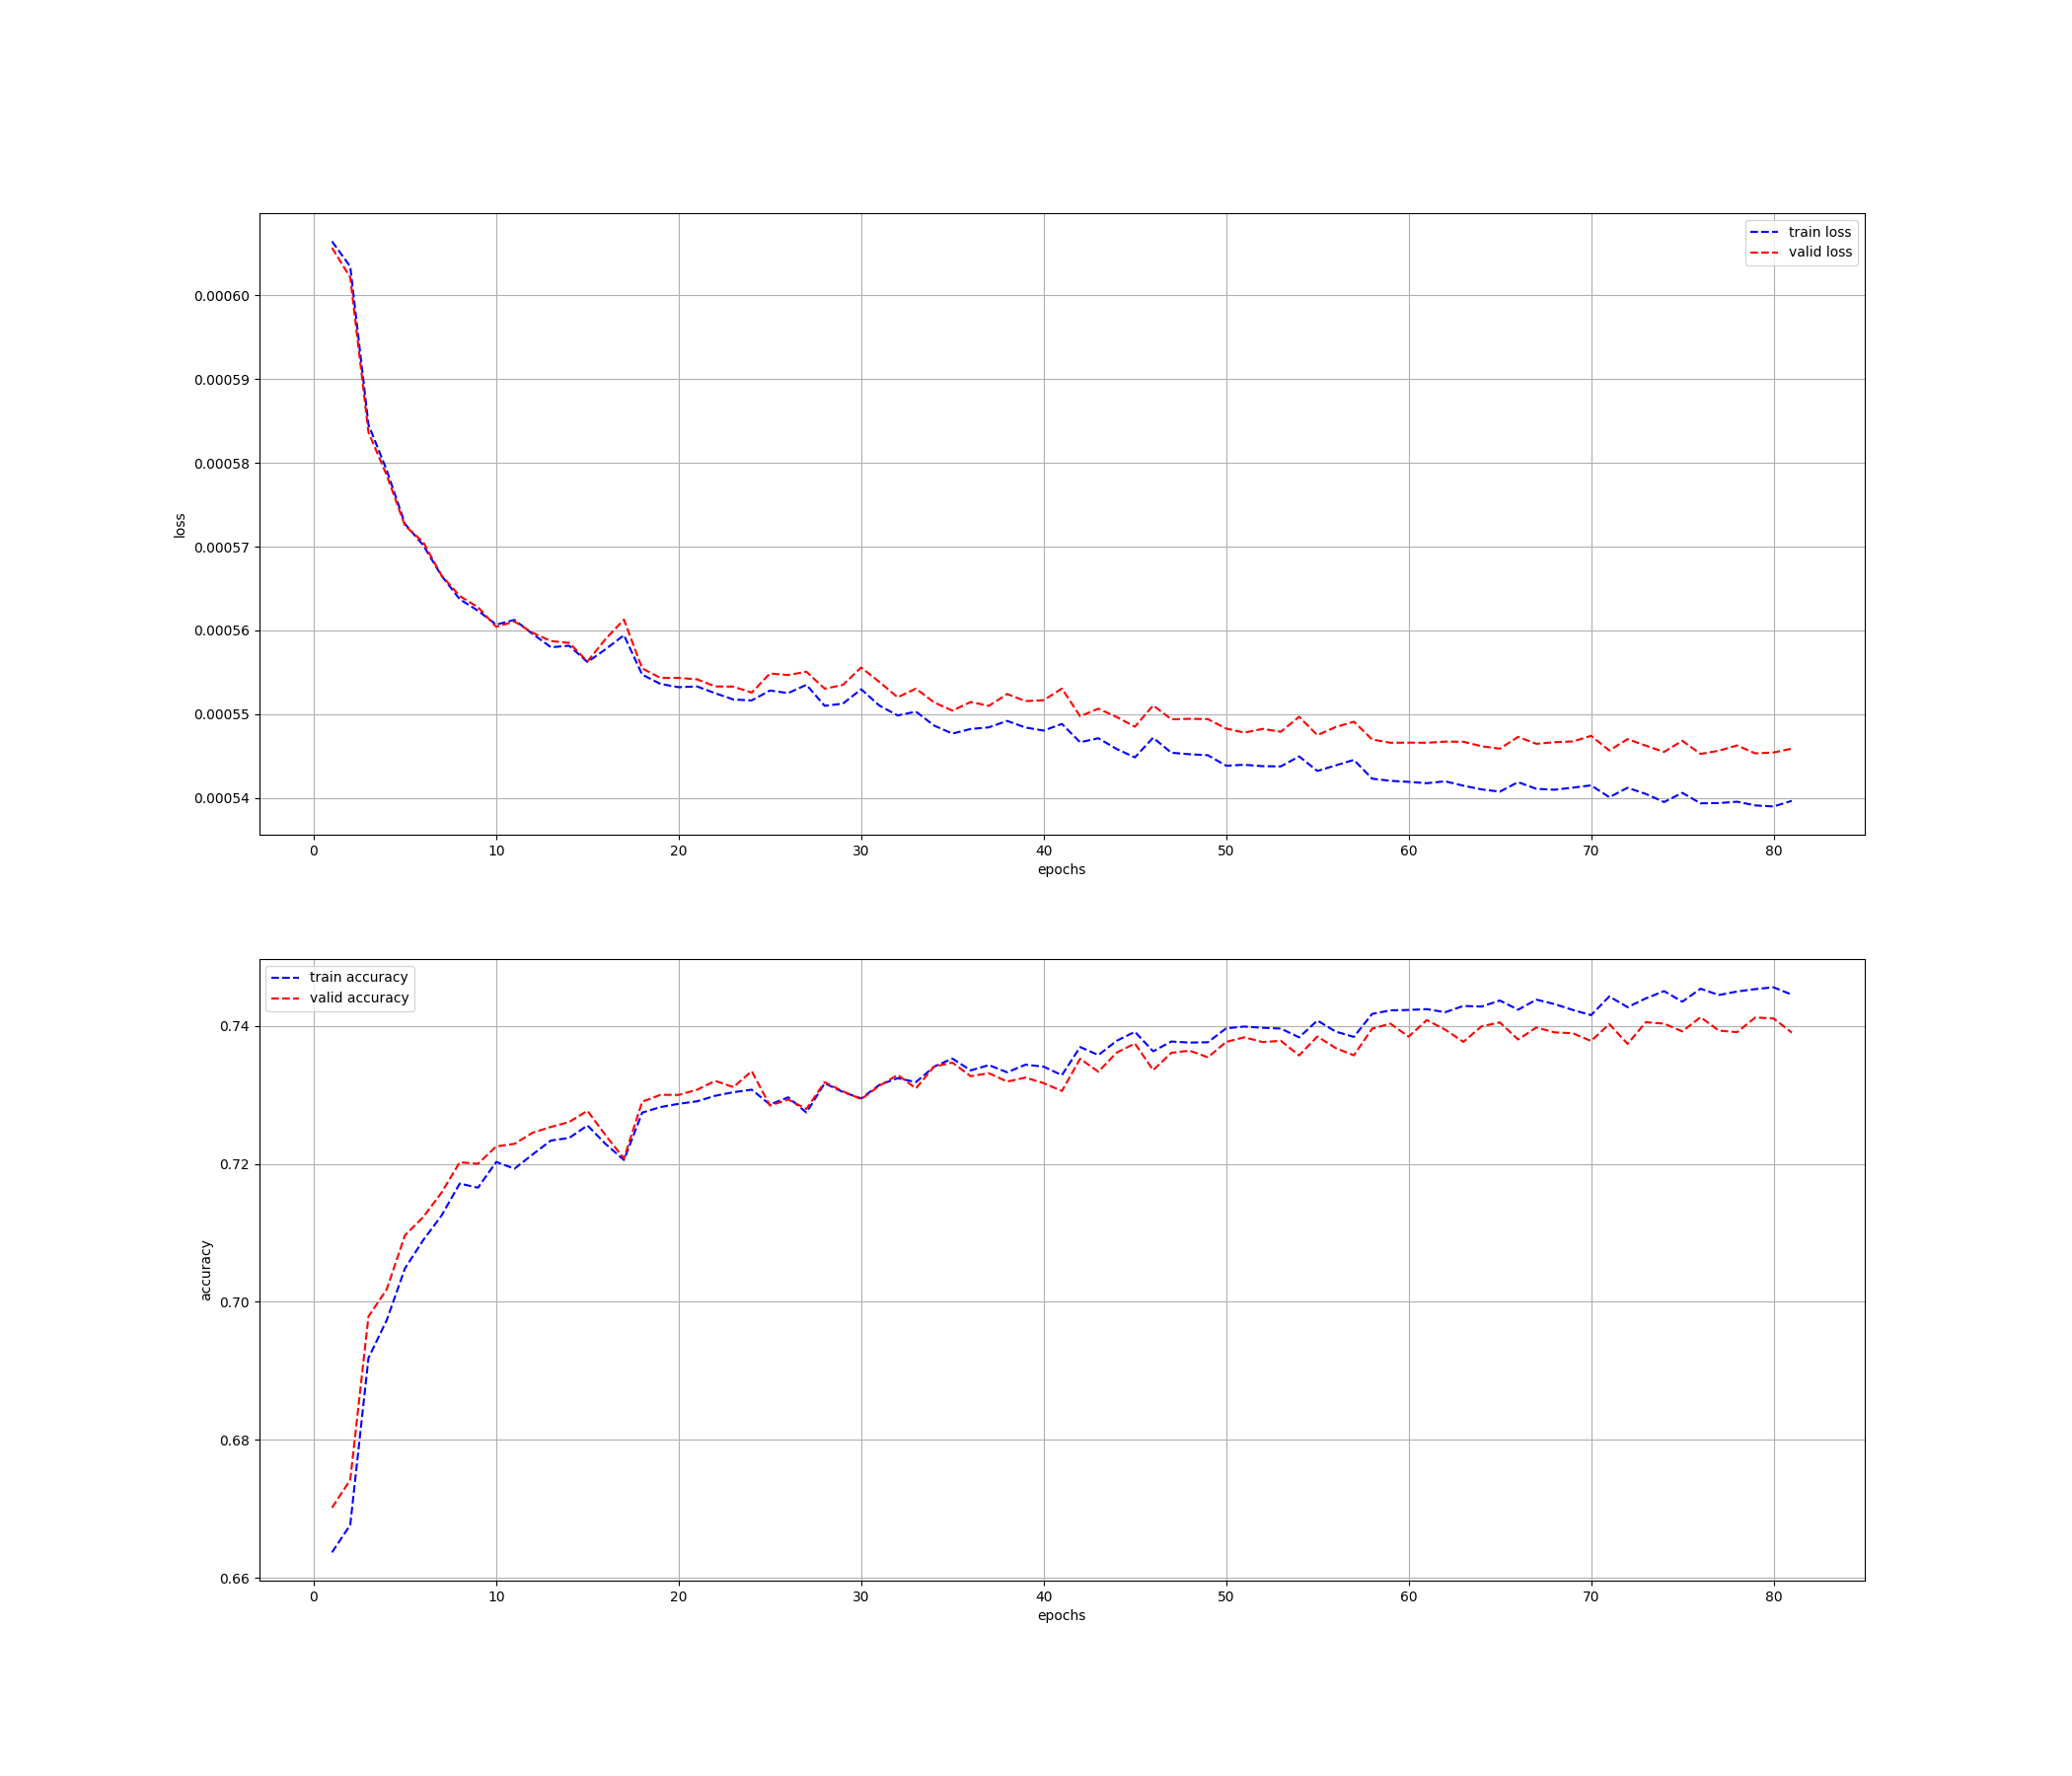 train loss
valid loss
0.00060
0.00059
0.00058
0.00057
0.00056
0.00055
0.00054
loss
0 10 20 30 40 50 60 70 80
epochs
train accuracy
valid accuracy
0.74
0.72
0.70
0.68
0.66
accuracy
0 10 20 30 40 50 60 70 80
epochs